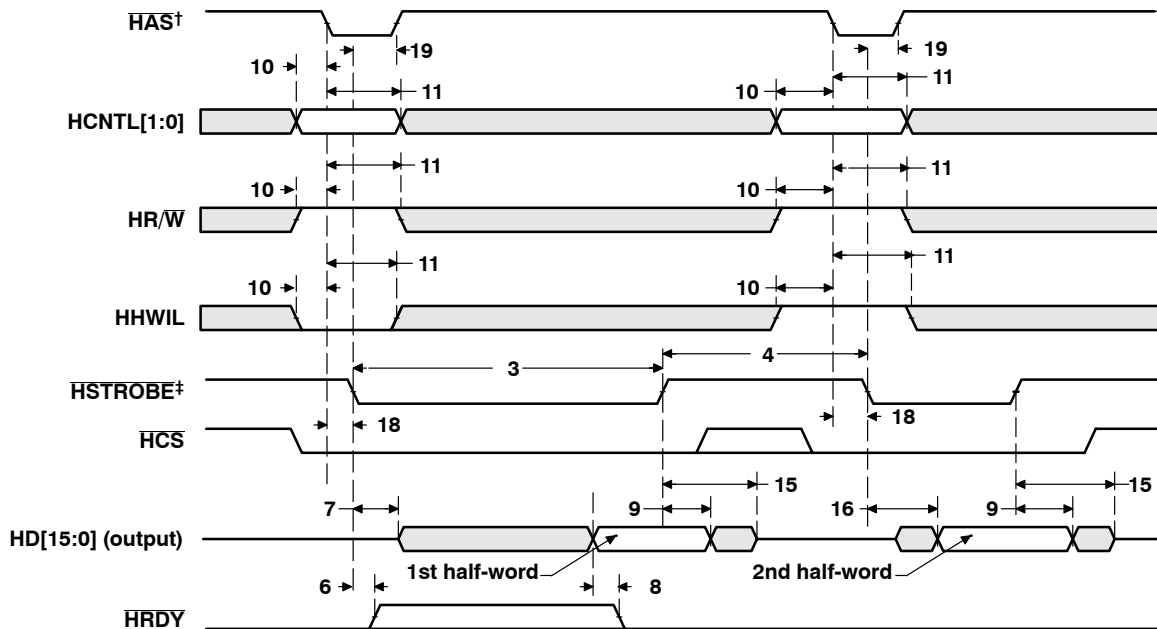 HAS†
19
19
10
11
10
11
HCNTL[1:0]
11
11
10
10
HR/W
11
11
10
10
HHWIL
3
4
HSTROBE‡
18
18
HCS
15
15
7
9
16
9
HD[15:0] (output)
1st half-word
2nd half-word
6
8
HRDY